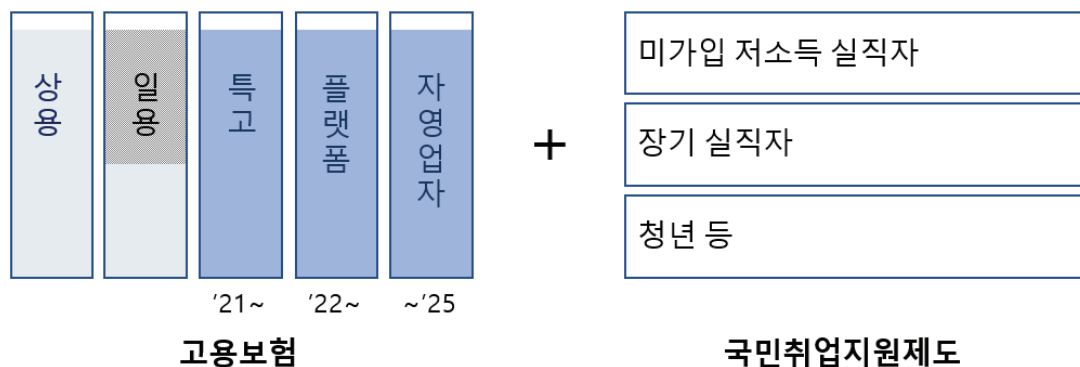 상용
일용
특고
플랫폼
자영업자
'21~
'22~
~'25
고용보험
+
미가입 저소득 실직자
장기 실직자
청년 등
국민취업지원제도